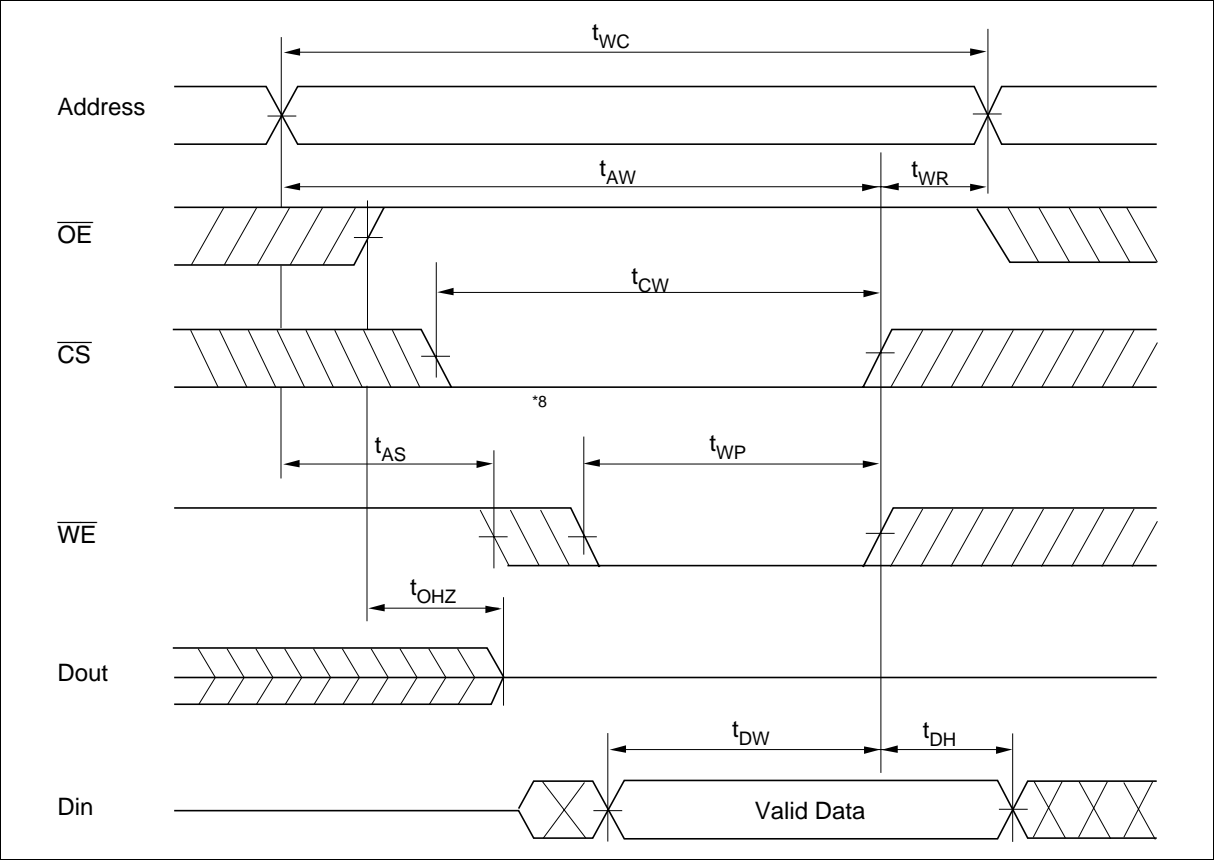 tWC
Address
tAW
tWR
OE
tCW
CS
*8
tAS
tWP
WE
tOHZ
Dout
tDW
tDH
Din
Valid Data